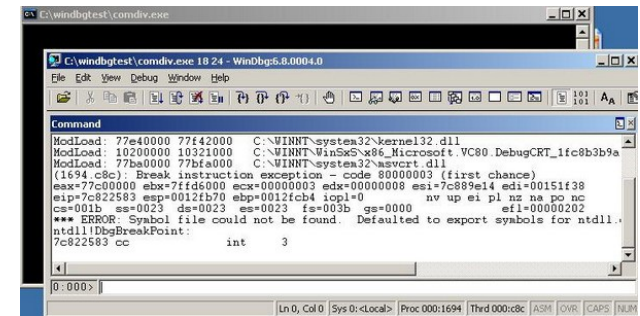 C:\windbgtest\comdiv.exe
C:\windbgtest\comdiv.exe 18 24 - WinDbg:6.8.0004.0
File Edit View Debug Window Help
Command
ModLoad: 77e40000 77f42000 C:\WINNT\system32\kernel32.dll
ModLoad: 10200000 10321000 C:\WINNT\WinSxS\x86_Microsoft.VC80.DebugCRT_1fc8b3b9a
ModLoad: 77ba0000 77bfa000 C:\WINNT\system32\msvcrt.dll
(1694.c8c): Break instruction exception - code 80000003 (first chance)
eax=77c00000 ebx=7ffd6000 ecx=00000003 edx=00000008 esi=7c889e14 edi=00151f38
eip=7c822583 esp=0012fb70 ebp=0012fcb4 iopl=0 nv up ei pl nz na po nc
cs=001b ss=0023 ds=0023 es=0023 fs=003b gs=0000 efl=00000202
*** ERROR: Symbol file could not be found. Defaulted to export symbols for ntdll.
ntdll!DbgBreakPoint:
7c822583 cc int 3
0:000>
Ln 0, Col 0 Sys 0:<Local> Proc 000:1694 Thrd 000:c8c ASM OVR CAPS NUM